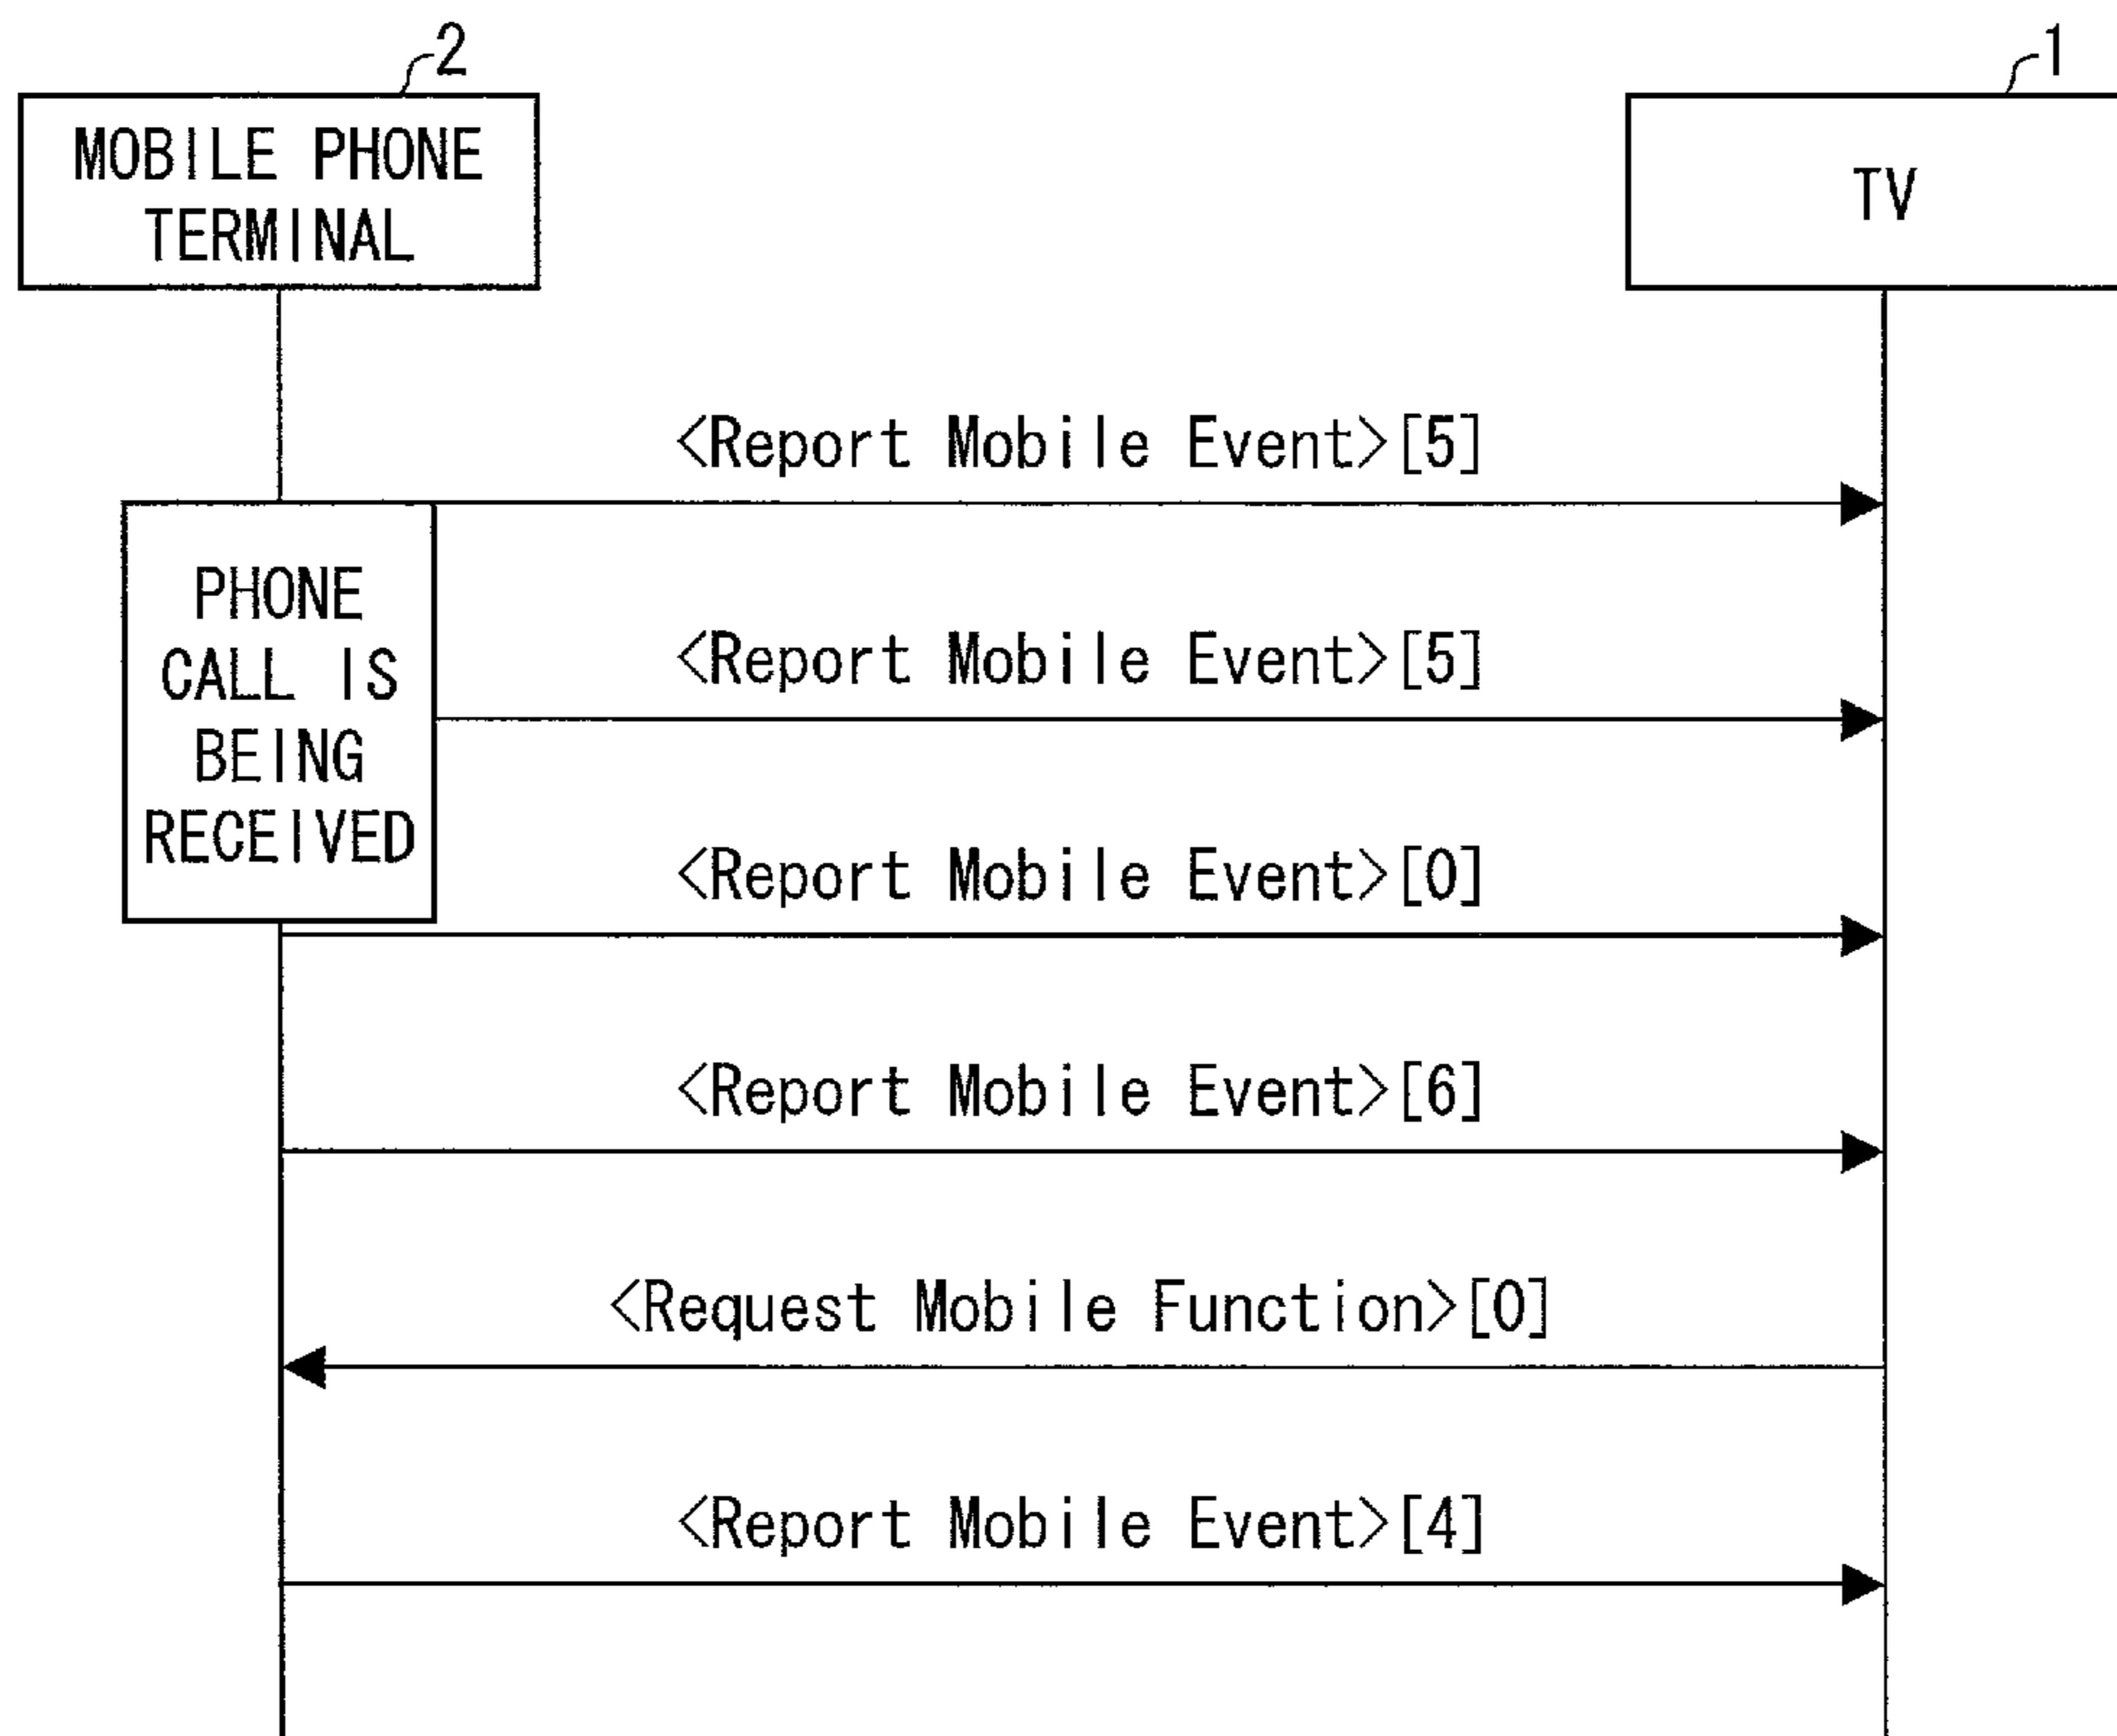 2
1
MOBILE PHONE
TERMINAL
TV
<Report Mobile Event>[5]
PHONE
CALL IS
BEING
RECEIVED
<Report Mobile Event>[5]
<Report Mobile Event>[0]
<Report Mobile Event>[6]
<Request Mobile Function>[0]
<Report Mobile Event>[4]